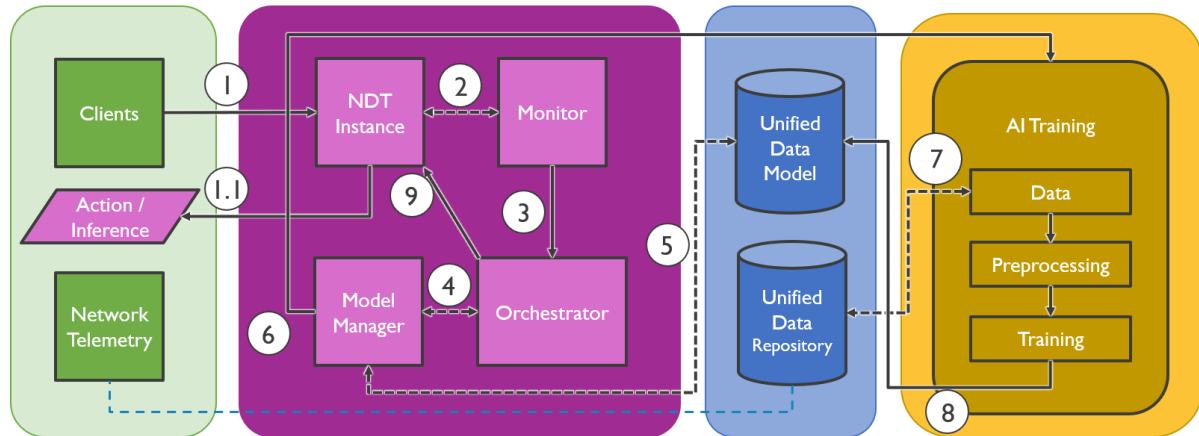 Clients
1
NDT
Instance
2
Monitor
Unified
Data
Model
AI Training
7
Data
1.1
Action /
Inference
9
3
5
Network
Telemetry
6
Model
Manager
4
Orchestrator
Unified
Data
Repository
Preprocessing
Training
8